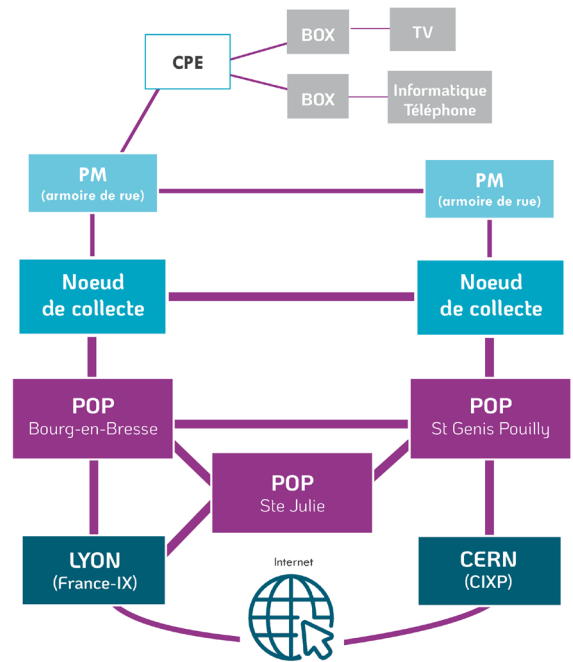 BOX
TV
CPE
BOX
Informatique
Téléphone
PM
(armoire de rue)
PM
(armoire de rue)
Noeud
de collecte
Noeud
de collecte
POP
Bourg-en-Bresse
POP
St Genis Pouilly
POP
Ste Julie
LYON
(France-IX)
Internet
CERN
(CIXP)